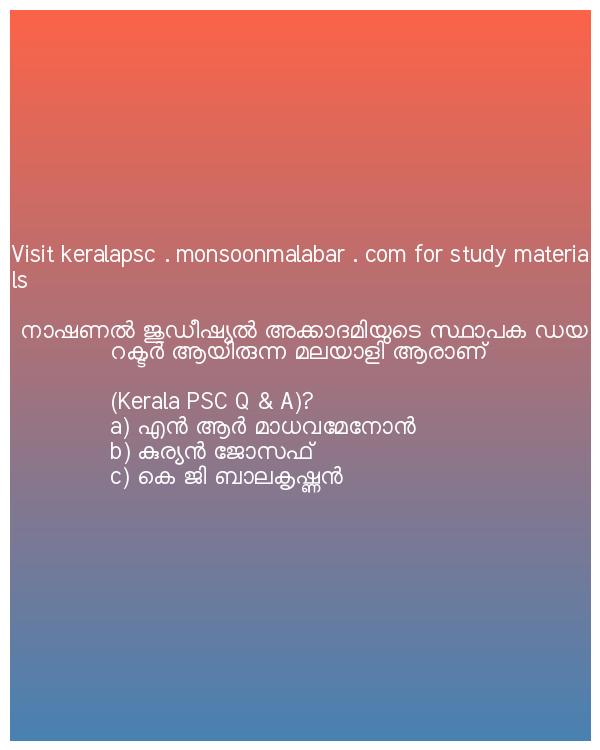 Visit keralapsc . monsoonmalabar . com for study materia
ls
നാഷണൽ ജുഡീഷ്യൽ അക്കാദമിയുടെ സ്ഥാപക ഡയ
റക്ടർ ആയിരുന്ന മലയാളി ആരാണ്
(Kerala PSC Q & A)?
a) എൻ ആർ മാധവമേനോൻ
b) കുര്യൻ ജോസഫ്
c) കെ ജി ബാലകൃഷ്ണൻ